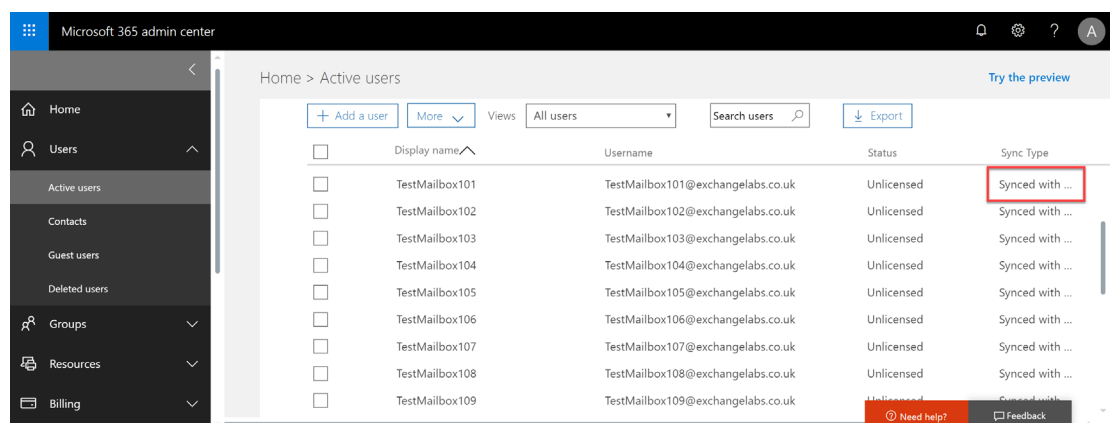 Microsoft 365 admin center
A
Home > Active users
Try the preview
Home
Users
Active users
Contacts
Guest users
Deleted users
Groups
Resources
Billing
+ Add a user More Views All users Search users Export
Display name Username Status Sync Type
TestMailbox101 TestMailbox101@exchangelabs.co.uk Unlicensed Synced with ...
TestMailbox102 TestMailbox102@exchangelabs.co.uk Unlicensed Synced with ...
TestMailbox103 TestMailbox103@exchangelabs.co.uk Unlicensed Synced with ...
TestMailbox104 TestMailbox104@exchangelabs.co.uk Unlicensed Synced with ...
TestMailbox105 TestMailbox105@exchangelabs.co.uk Unlicensed Synced with ...
TestMailbox106 TestMailbox106@exchangelabs.co.uk Unlicensed Synced with ...
TestMailbox107 TestMailbox107@exchangelabs.co.uk Unlicensed Synced with ...
TestMailbox108 TestMailbox108@exchangelabs.co.uk Unlicensed Synced with ...
TestMailbox109 TestMailbox109@exchangelabs.co.uk Unlicensed Synced with ...
? Need help? Feedback